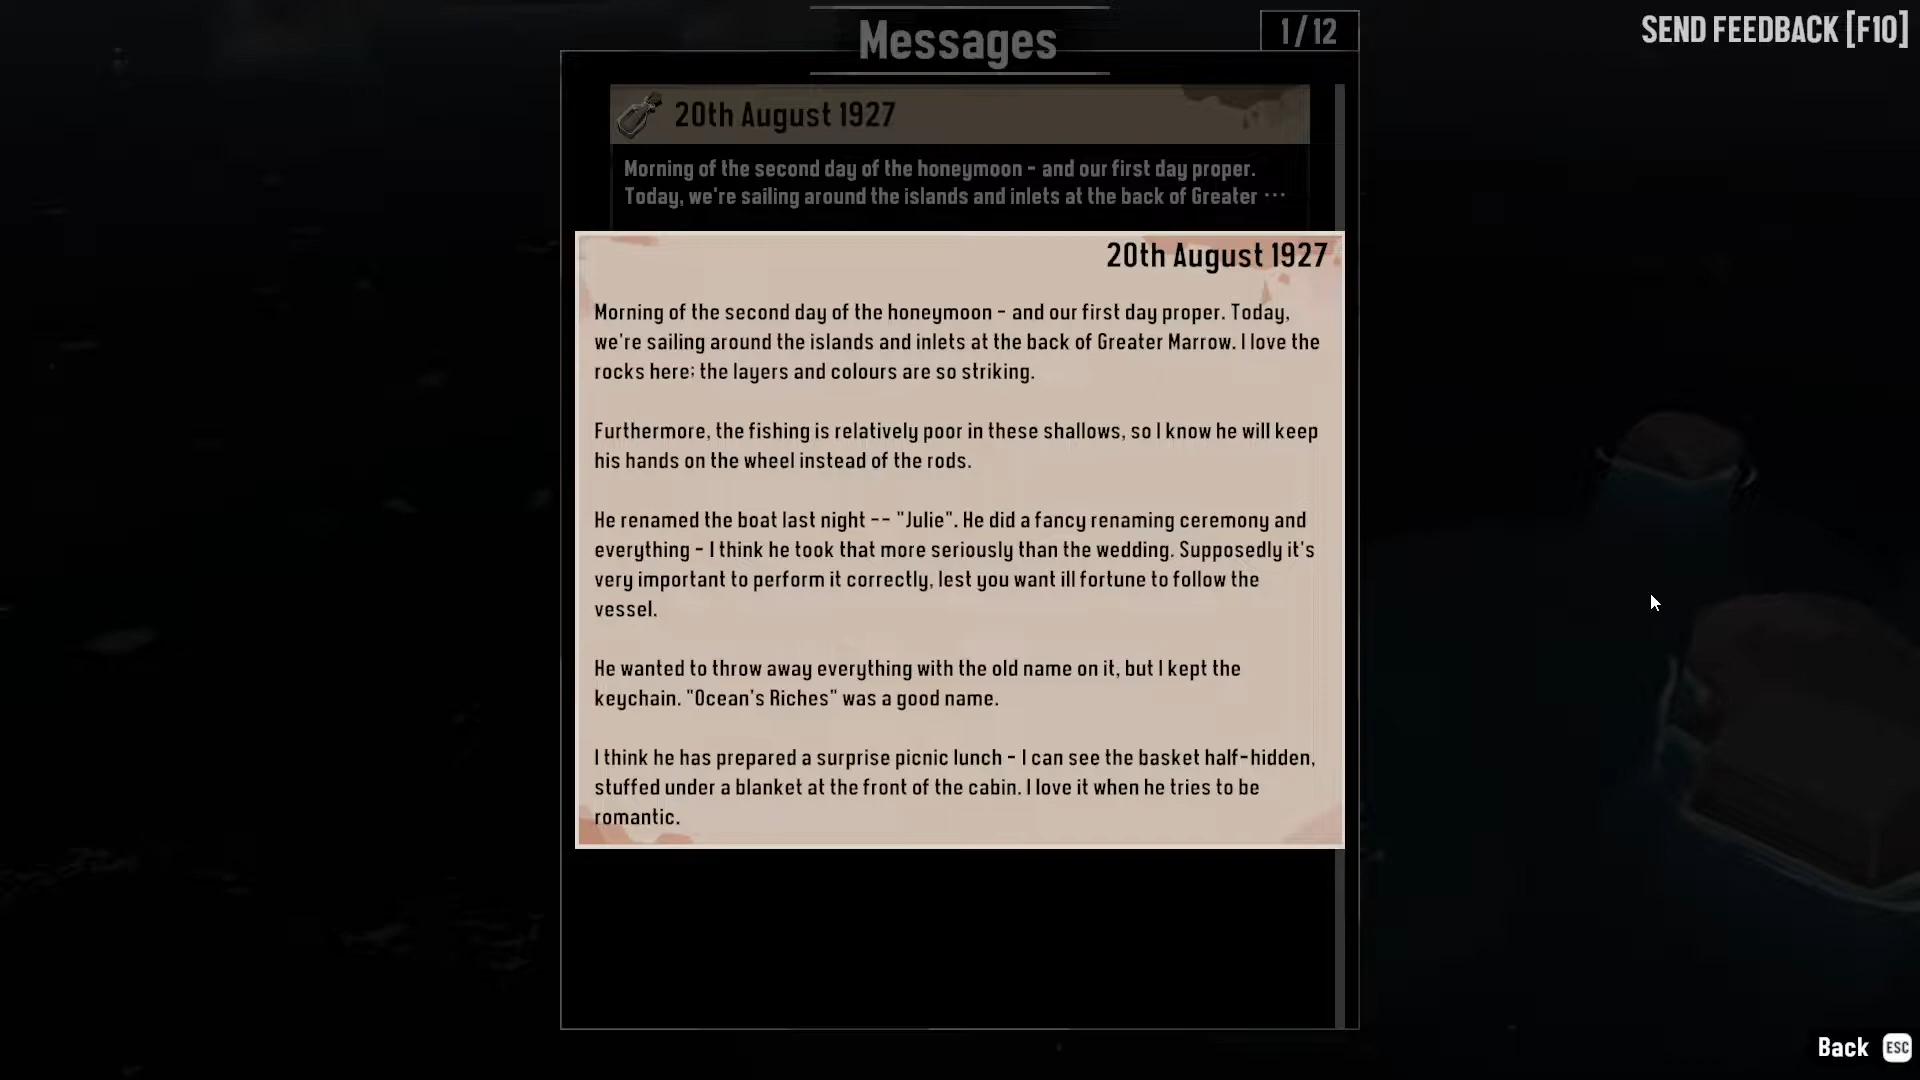 Messages
1/12
SEND FEEDBACK [F10]
20th August 1927
Morning of the second day of the honeymoon - and our first day proper.
Today, we're sailing around the islands and inlets at the back of Greater ...
20th August 1927
Morning of the second day of the honeymoon - and our first day proper. Today,
we're sailing around the islands and inlets at the back of Greater Marrow. I love the
rocks here; the layers and colours are so striking.
Furthermore, the fishing is relatively poor in these shallows, so I know he will keep
his hands on the wheel instead of the rods.
He renamed the boat last night -- "Julie". He did a fancy renaming ceremony and
everything - I think he took that more seriously than the wedding. Supposedly it's
very important to perform it correctly, lest you want ill fortune to follow the
vessel.
He wanted to throw away everything with the old name on it, but I kept the
keychain. "Ocean's Riches" was a good name.
I think he has prepared a surprise picnic lunch - I can see the basket half-hidden,
stuffed under a blanket at the front of the cabin. I love it when he tries to be
romantic.
Back ESC